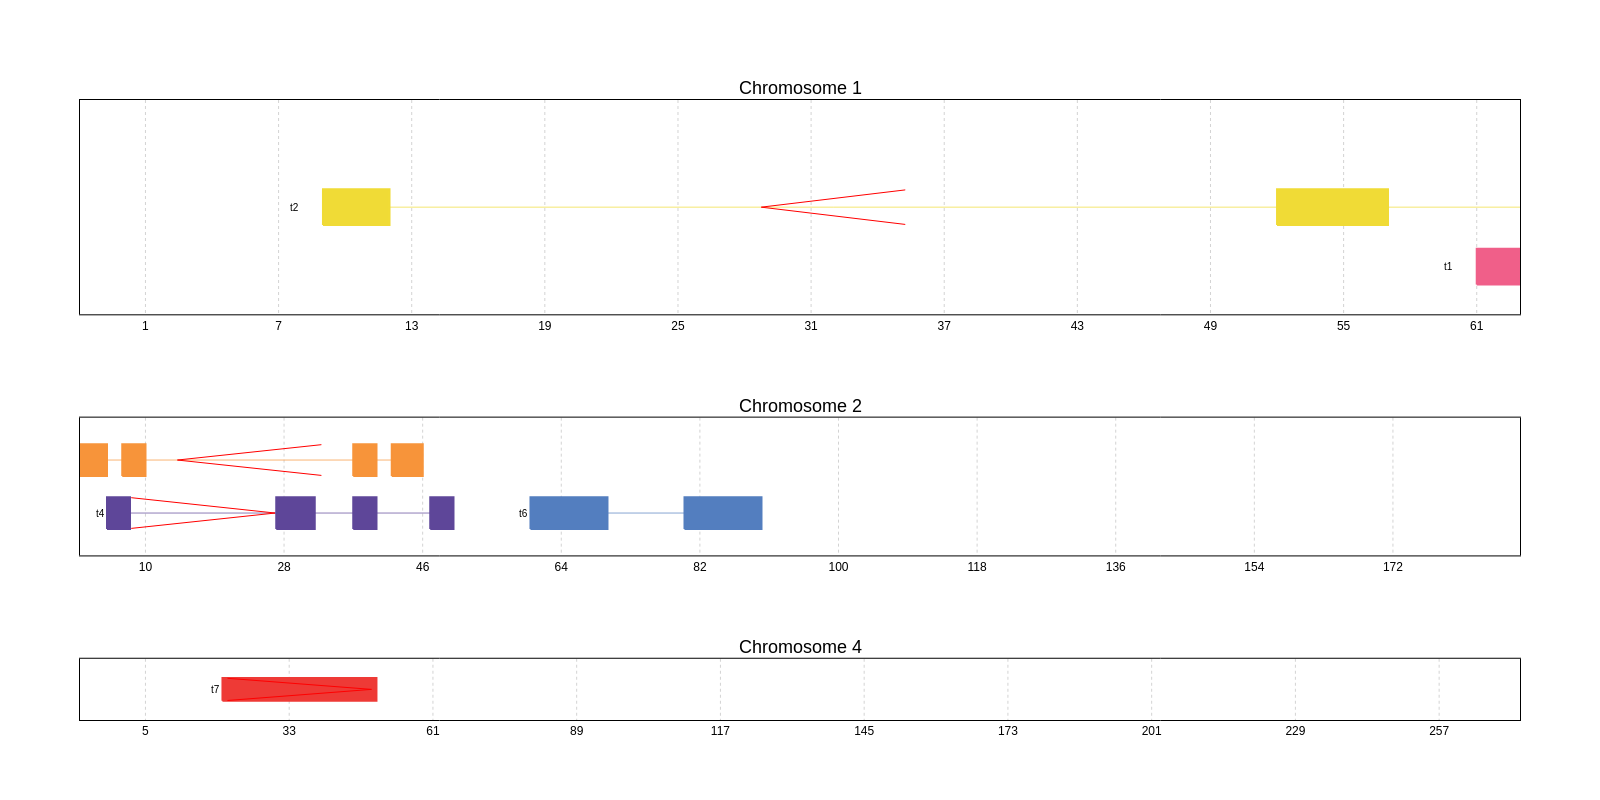 Chromosome 1
t2
t1
1 7 13 19 25 31 37 43 49 55 61
Chromosome 2
t4 t6
10 28 46 64 82 100 118 136 154 172
Chromosome 4
t7
5 33 61 89 117 145 173 201 229 257